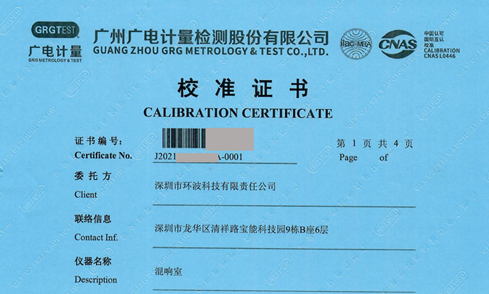 GRGTEST
广电计量
GRG METROLOGY & TEST
广州广电计量检测股份有限公司
GUANG ZHOU GRG METROLOGY & TEST CO.,LTD.
ilac-MRA
CNAS
中国认可
国际互认
校准
CALIBRATION
CNAS L0446
校准证书
CALIBRATION CERTIFICATE
证书编号:
Certificate No.
J2021 A-0001
第 1 页 共 4 页
Page of
委托方
Client
深圳市环波科技有限责任公司
联络信息
Contact Inf.
深圳市龙华区清祥路宝能科技园9栋B座6层
仪器名称
Description
混响室